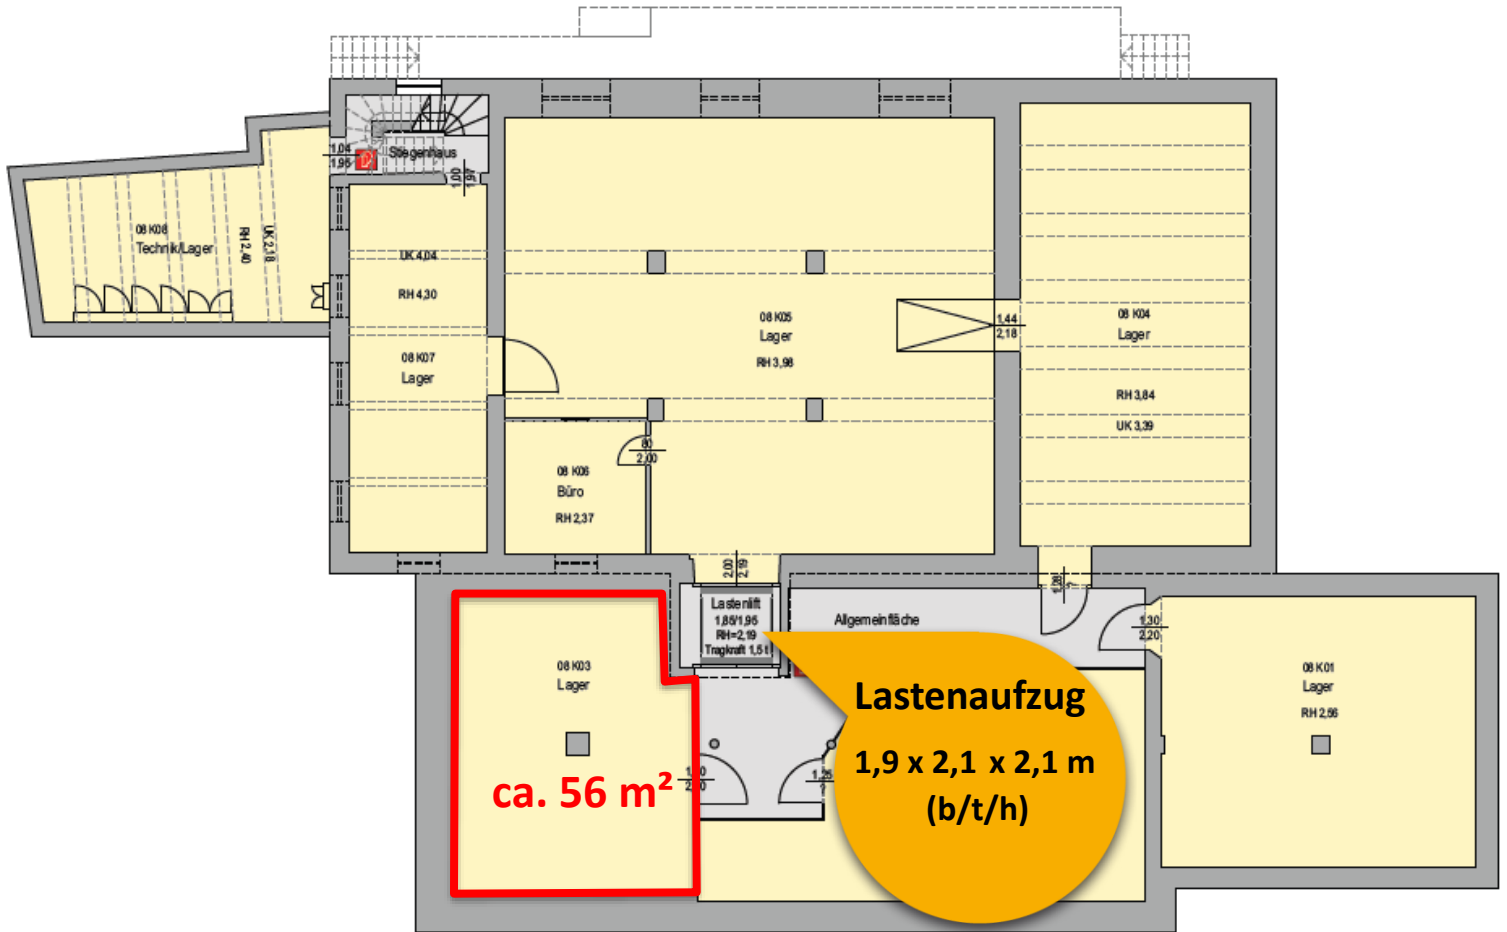 1,04
1,95
Stiegenhaus
1,00
1,97
08 K08
Technik/Lager
RH 2,40
UK 2,18
UK 4,04
RH 4,30
08 K07
Lager
08 K05
Lager
RH 3,98
1,44
2,18
08 K04
Lager
RH 3,84
UK 3,39
80
2,00
08 K06
Büro
RH 2,37
2,00
2,19
Lastenlift
1,85/1,95
RH=2,19
Tragkraft 1,5 t
Allgemeinfläche
1,28
?
1,30
2,20
08 K03
Lager
ca. 56 m²
1,25
?
Lastenaufzug
1,9 x 2,1 x 2,1 m
(b/t/h)
08 K01
Lager
RH 2,56